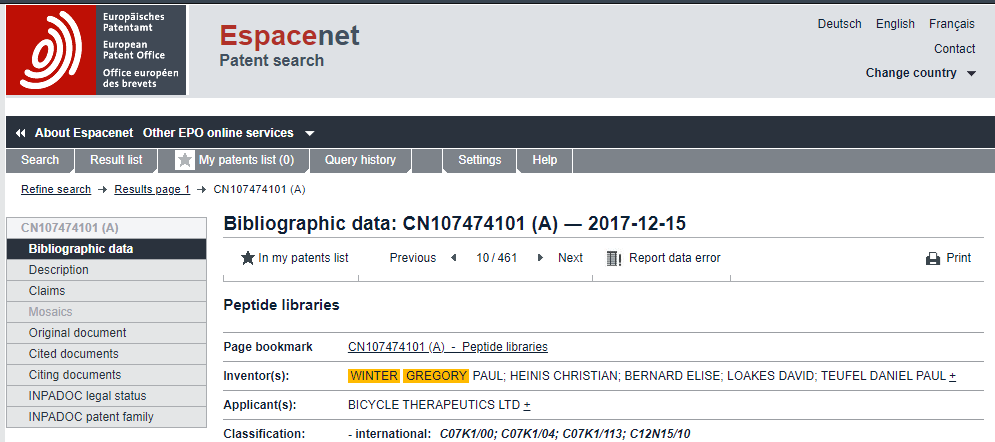 Europäisches
Patentamt
European
Patent Office
Office européen
des brevets
Espacenet
Patent search
Deutsch English Français
Contact
Change country
About Espacenet Other EPO online services
Search Result list My patents list (0) Query history Settings Help
Refine search → Results page 1 → CN107474101 (A)
CN107474101 (A)
Bibliographic data
Description
Claims
Mosaics
Original document
Cited documents
Citing documents
INPADOC legal status
INPADOC patent family
Bibliographic data: CN107474101 (A) — 2017-12-15
In my patents list Previous 10 / 461 Next Report data error Print
Peptide libraries
Page bookmark CN107474101 (A) - Peptide libraries
Inventor(s): WINTER GREGORY PAUL; HEINIS CHRISTIAN; BERNARD ELISE; LOAKES DAVID; TEUFEL DANIEL PAUL +
Applicant(s): BICYCLE THERAPEUTICS LTD +
Classification: - international: C07K1/00; C07K1/04; C07K1/113; C12N15/10